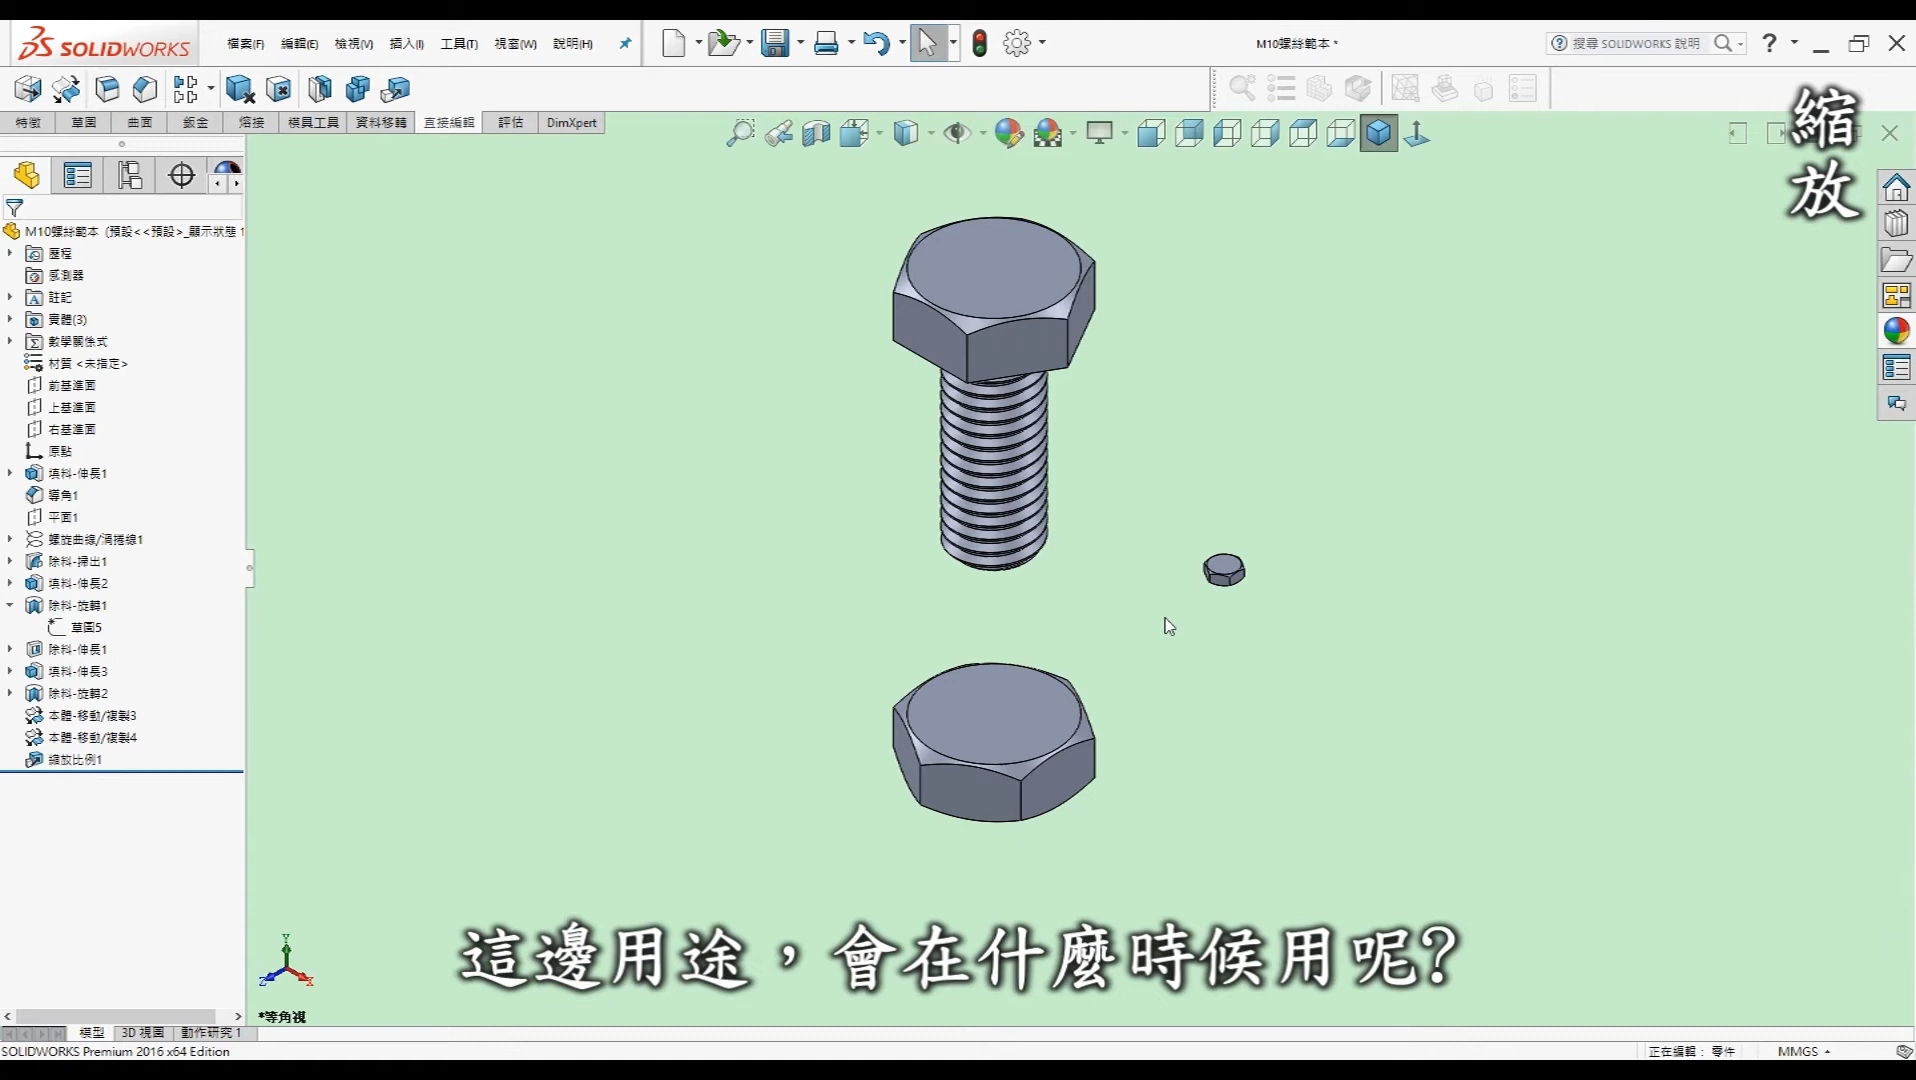 SOLIDWORKS
檔案(F)
編輯(E)
檢視(V)
插入(I)
工具(T)
視窗(W)
說明(H)
M10螺絲範本 *
搜尋 SOLIDWORKS 說明
特徵
草圖
曲面
鈑金
熔接
模具工具
資料移轉
直接編輯
評估
DimXpert
縮放
M10螺絲範本 (預設<<預設>_顯示狀態 1
歷程
感測器
註記
實體(3)
數學關係式
材質 <未指定>
前基準面
上基準面
右基準面
原點
填料-伸長1
導角1
平面1
螺旋曲線/渦捲線1
除料-掃出1
填料-伸長2
除料-旋轉1
草圖5
除料-伸長1
填料-伸長3
除料-旋轉2
本體-移動/複製3
本體-移動/複製4
縮放比例1
Y
Z
X
*等角視
這邊用途，會在什麼時候用呢?
模型
3D 視圖
動作研究 1
SOLIDWORKS Premium 2016 x64 Edition
正在編輯： 零件
MMGS